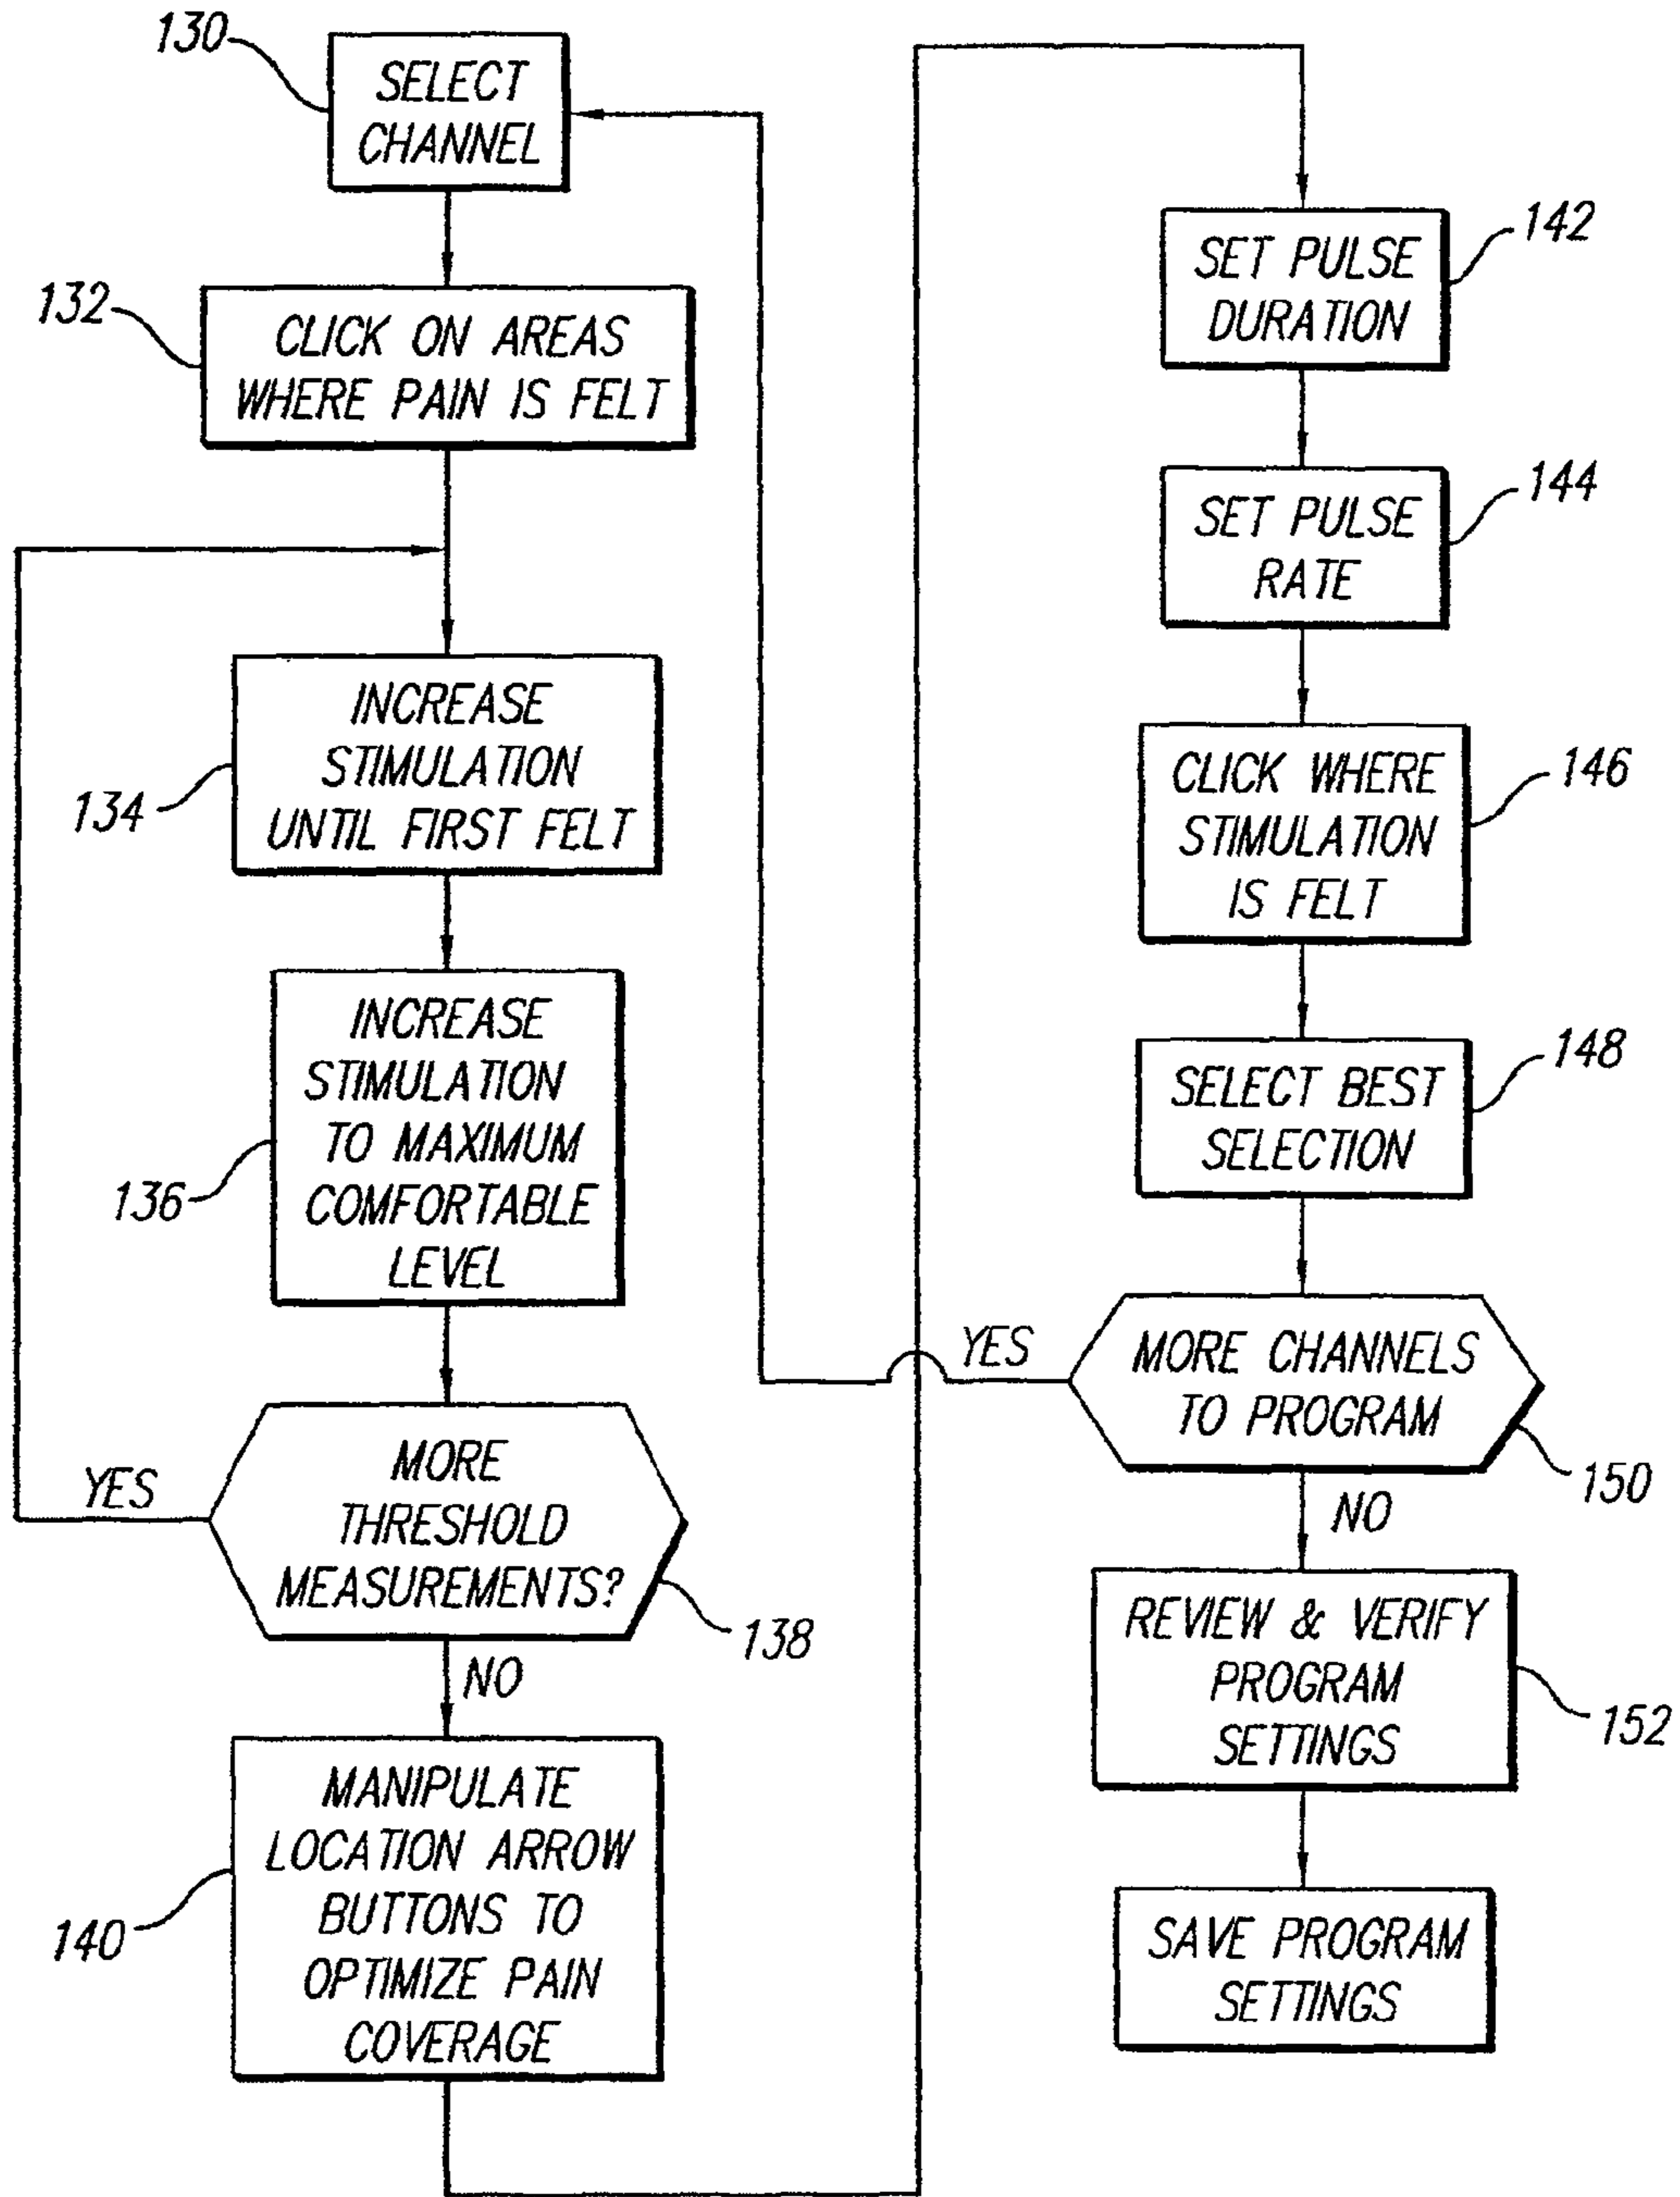 130
SELECT
CHANNEL
132
CLICK ON AREAS
WHERE PAIN IS FELT
134
INCREASE
STIMULATION
UNTIL FIRST FELT
136
INCREASE
STIMULATION
TO MAXIMUM
COMFORTABLE
LEVEL
YES
MORE
THRESHOLD
MEASUREMENTS?
138
NO
140
MANIPULATE
LOCATION ARROW
BUTTONS TO
OPTIMIZE PAIN
COVERAGE
142
SET PULSE
DURATION
144
SET PULSE
RATE
146
CLICK WHERE
STIMULATION
IS FELT
148
SELECT BEST
SELECTION
YES
MORE CHANNELS
TO PROGRAM
150
NO
REVIEW & VERIFY
PROGRAM
SETTINGS
152
SAVE PROGRAM
SETTINGS